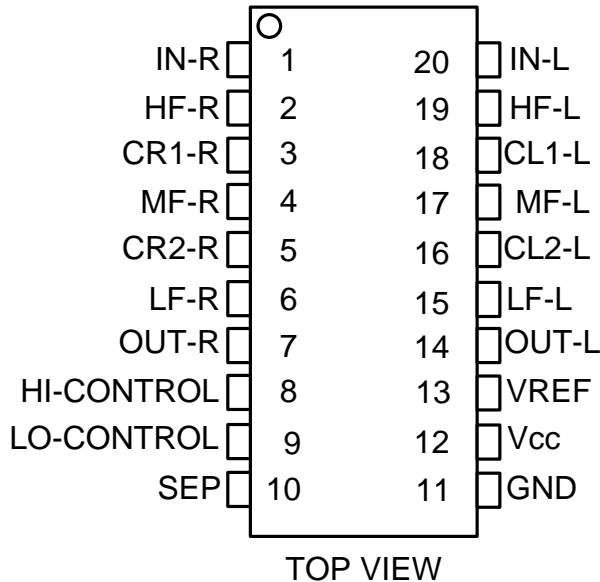 IN-R 1 20 IN-L
HF-R 2 19 HF-L
CR1-R 3 18 CL1-L
MF-R 4 17 MF-L
CR2-R 5 16 CL2-L
LF-R 6 15 LF-L
OUT-R 7 14 OUT-L
HI-CONTROL 8 13 VREF
LO-CONTROL 9 12 Vcc
SEP 10 11 GND
TOP VIEW